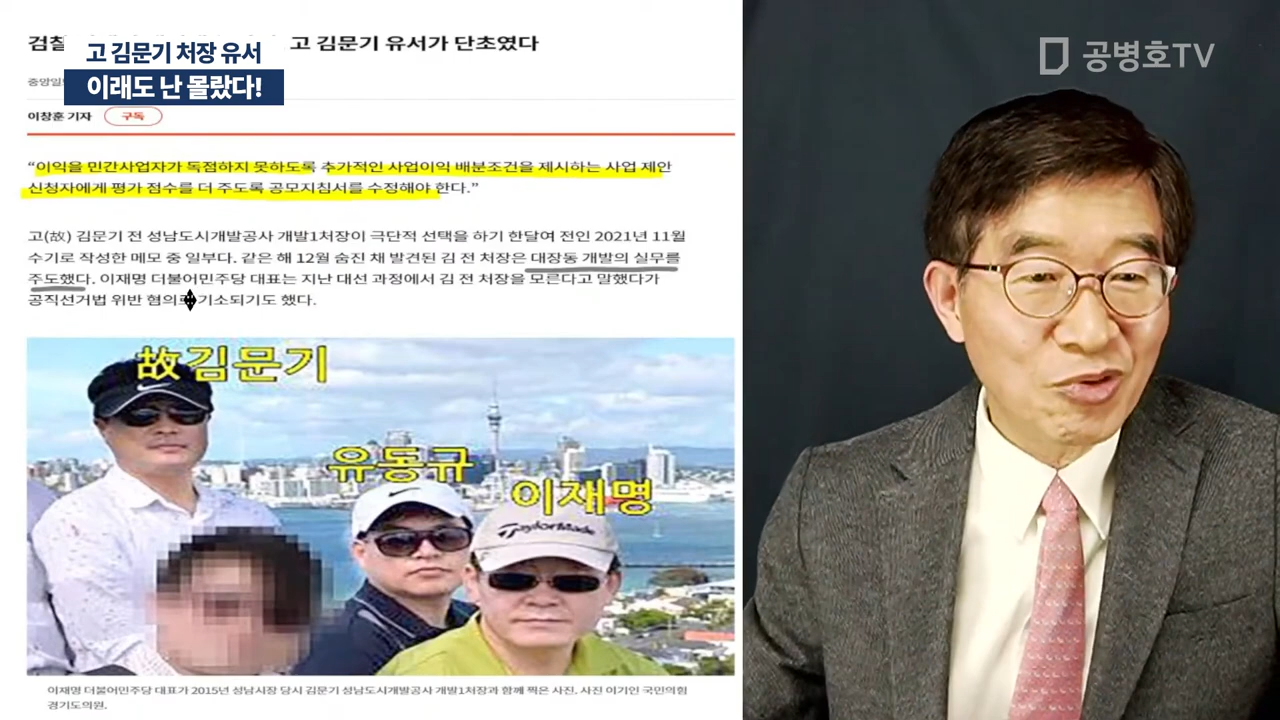 검찰
고 김문기 유서가 단초였다
고 김문기 처장 유서
이래도 난 몰랐다!
중앙일
이창훈 기자
구독
“이익을 민간사업자가 독점하지 못하도록 추가적인 사업이익 배분조건을 제시하는 사업 제안
신청자에게 평가 점수를 더 주도록 공모지침서를 수정해야 한다.”
고(故) 김문기 전 성남도시개발공사 개발1처장이 극단적 선택을 하기 한달여 전인 2021년 11월
수기로 작성한 메모 중 일부다. 같은 해 12월 숨진 채 발견된 김 전 처장은 대장동 개발의 실무를
주도했다. 이재명 더불어민주당 대표는 지난 대선 과정에서 김 전 처장을 모른다고 말했다가
공직선거법 위반 혐의로 기소되기도 했다.
故김문기
유동규
이재명
TaylorMade
이재명 더불어민주당 대표가 2015년 성남시장 당시 김문기 성남도시개발공사 개발1처장과 함께 찍은 사진. 사진 이기인 국민의힘
경기도의원.
공병호TV